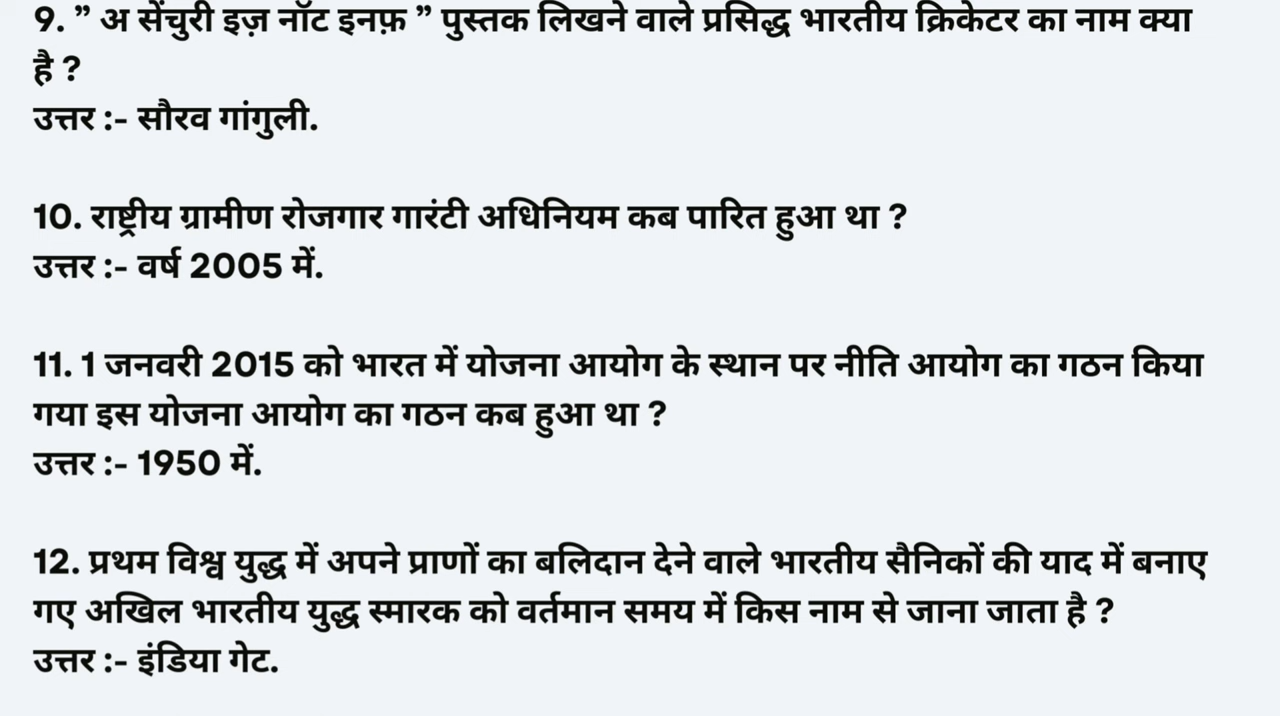 9. ” अ सेंचुरी इज़ नॉट इनफ़ ” पुस्तक लिखने वाले प्रसिद्ध भारतीय क्रिकेटर का नाम क्या
है ?
उत्तर :- सौरव गांगुली.
10. राष्ट्रीय ग्रामीण रोजगार गारंटी अधिनियम कब पारित हुआ था ?
उत्तर :- वर्ष 2005 में.
11. 1 जनवरी 2015 को भारत में योजना आयोग के स्थान पर नीति आयोग का गठन किया
गया इस योजना आयोग का गठन कब हुआ था ?
उत्तर :- 1950 में.
12. प्रथम विश्व युद्ध में अपने प्राणों का बलिदान देने वाले भारतीय सैनिकों की याद में बनाए
गए अखिल भारतीय युद्ध स्मारक को वर्तमान समय में किस नाम से जाना जाता है ?
उत्तर :- इंडिया गेट.